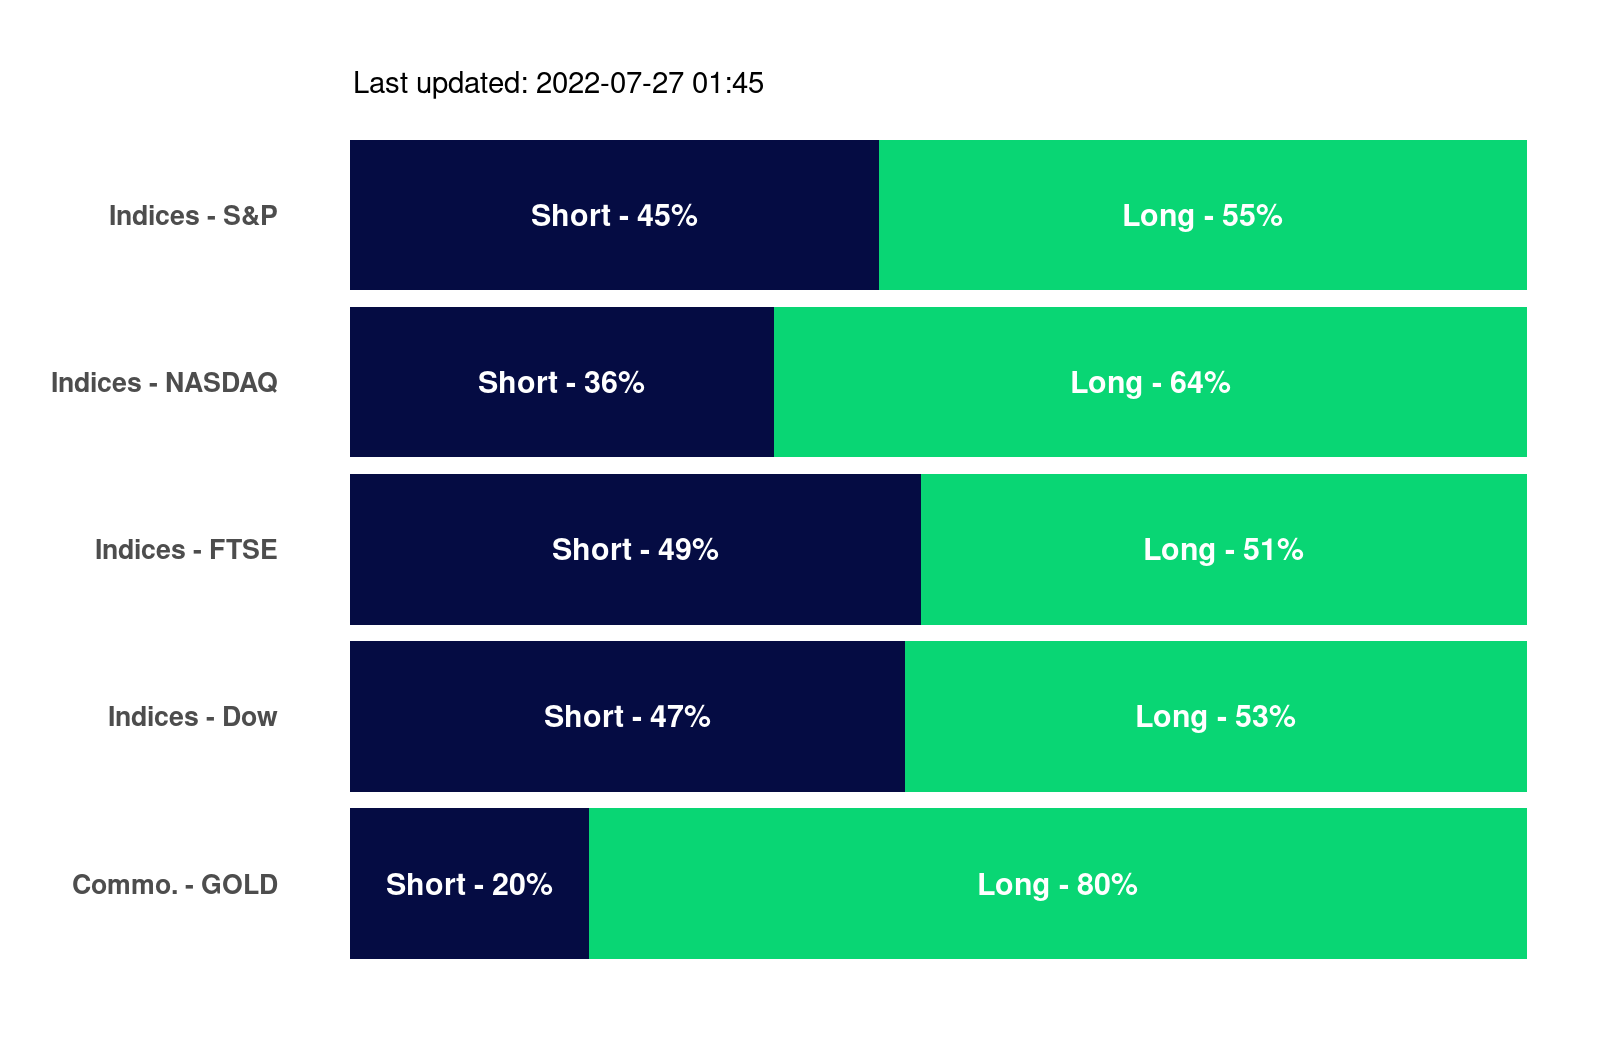 Last updated: 2022-07-27 01:45
Indices - S&P Short - 45% Long - 55%
Indices - NASDAQ Short - 36% Long - 64%
Indices - FTSE Short - 49% Long - 51%
Indices - Dow Short - 47% Long - 53%
Commo. - GOLD Short - 20% Long - 80%